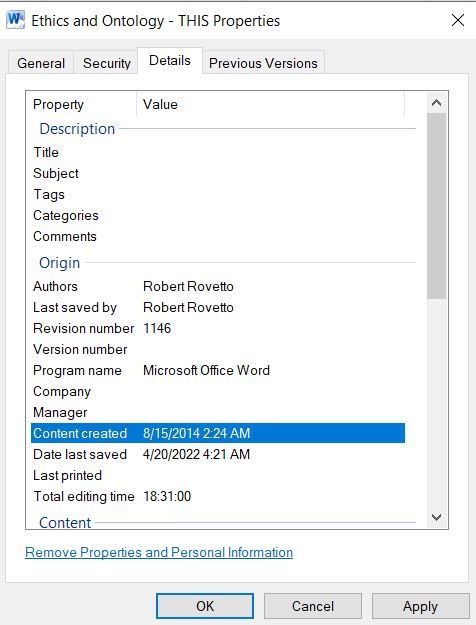 Ethics and Ontology - THIS Properties
General Security Details Previous Versions
Property Value
Description
Title
Subject
Tags
Categories
Comments
Origin
Authors Robert Rovetto
Last saved by Robert Rovetto
Revision number 1146
Version number
Program name Microsoft Office Word
Company
Manager
Content created 8/15/2014 2:24 AM
Date last saved 4/20/2022 4:21 AM
Last printed
Total editing time 18:31:00
Content
Remove Properties and Personal Information
OK Cancel Apply